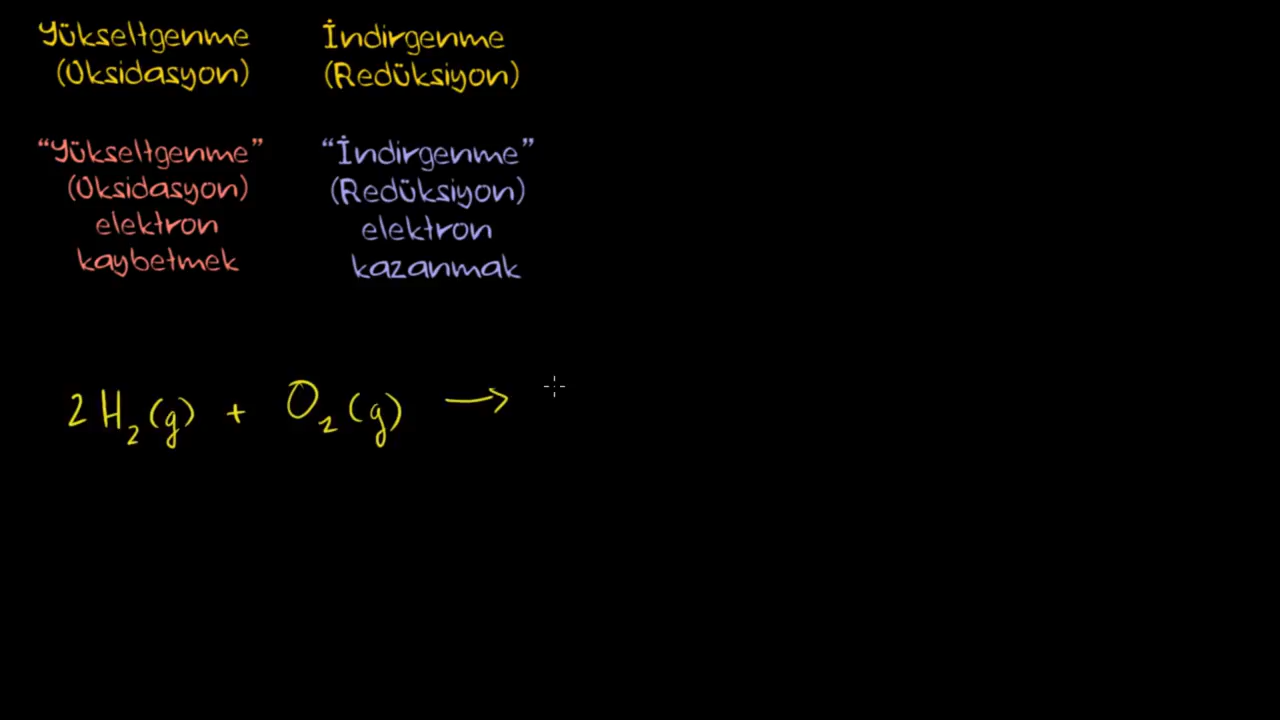 Yükseltgenme
(Oksidasyon)
İndirgenme
(Redüksiyon)
“Yükseltgenme”
(Oksidasyon)
elektron
kaybetmek
“İndirgenme”
(Redüksiyon)
elektron
kazanmak
2H₂(g) + O₂(g) →